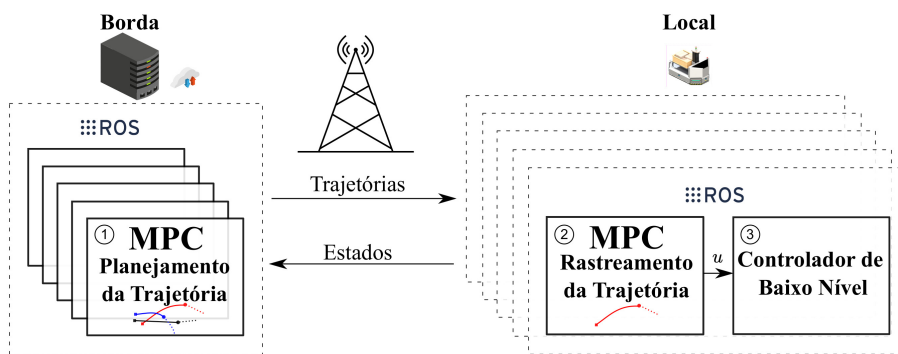 Borda
Local
ROS
Trajetórias
Estados
1
MPC
Planejamento
da Trajetória
ROS
2
MPC
Rastreamento
da Trajetória
u
3
Controlador de
Baixo Nível